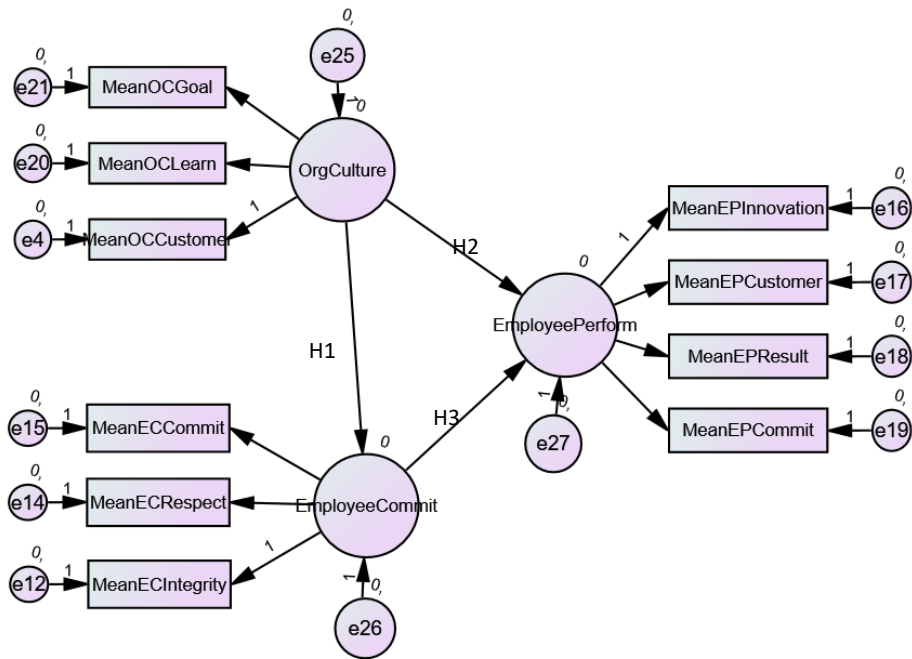 0,
e25
1
0
OrgCulture
0,
e21
1
MeanOCGoal
0,
e20
1
MeanOCLearn
0,
e4
1
MeanOCCustomer
1
H2
H1
H3
0
EmployeePerform
1
0,
e27
1
MeanEPInnovation
1
0,
e16
MeanEPCustomer
1
0,
e17
MeanEPResult
1
0,
e18
MeanEPCommit
1
0,
e19
0,
e15
1
MeanECCommit
0,
e14
1
MeanECRespect
0,
e12
1
MeanECIntegrity
1
0
EmployeeCommit
1
0,
e26